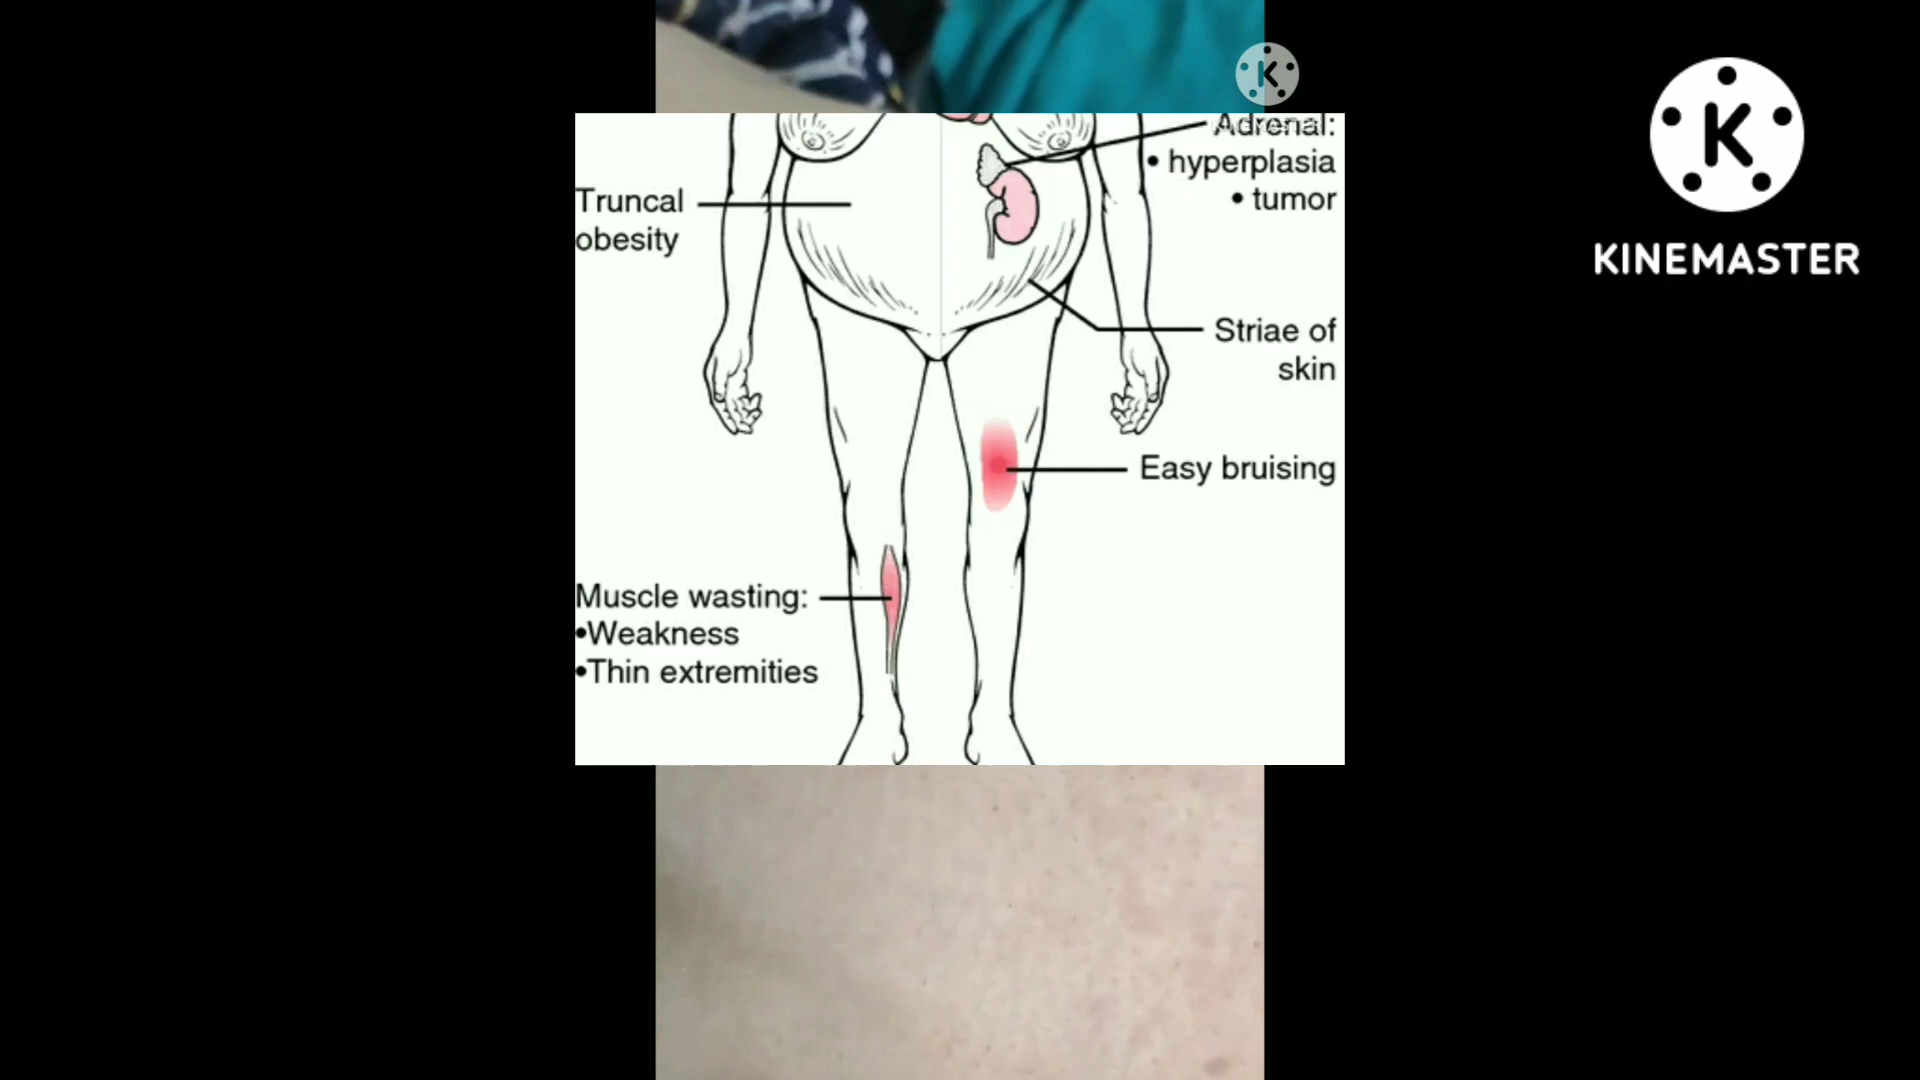 Adrenal:
• hyperplasia
• tumor
Truncal
obesity
Striae of
skin
Easy bruising
Muscle wasting:
•Weakness
•Thin extremities
K
KINEMASTER